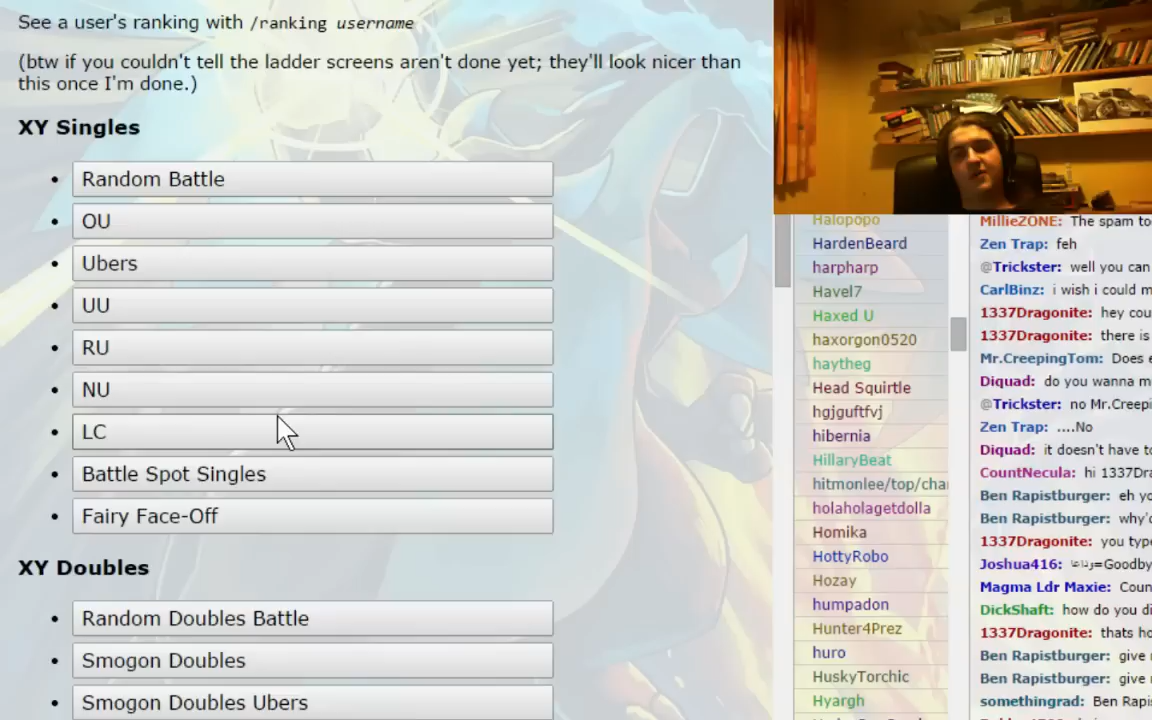 See a user's ranking with /ranking username
(btw if you couldn't tell the ladder screens aren't done yet; they'll look nicer than
this once I'm done.)
XY Singles
• Random Battle
• OU
• Ubers
• UU
• RU
• NU
• LC
• Battle Spot Singles
• Fairy Face-Off
XY Doubles
• Random Doubles Battle
• Smogon Doubles
• Smogon Doubles Ubers
Halopopo
HardenBeard
harpharp
Havel7
Haxed U
haxorgon0520
haytheg
Head Squirtle
hgjguftfvj
hibernia
HillaryBeat
hitmonlee/top/cha
holaholagetdolla
Homika
HottyRobo
Hozay
humpadon
Hunter4Prez
huro
HuskyTorchic
Hyargh
MillieZONE: The spam to
Zen Trap: feh
@Trickster: well you can
CarlBinz: i wish i could m
1337Dragonite: hey cou
1337Dragonite: there is
Mr.CreepingTom: Does e
Diquad: do you wanna m
@Trickster: no Mr.Creepi
Zen Trap: ....No
Diquad: it doesn't have to
CountNecula: hi 1337Dra
Ben Rapistburger: eh yo
Ben Rapistburger: why'd
1337Dragonite: you type
Joshua416: =Goodby
Magma Ldr Maxie: Coun
DickShaft: how do you di
1337Dragonite: thats ho
Ben Rapistburger: give
Ben Rapistburger: give
somethingrad: Ben Rapis